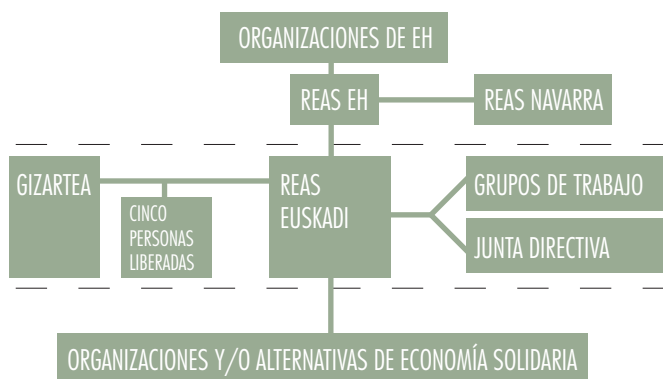 ORGANIZACIONES DE EH
REAS EH
REAS NAVARRA
GIZARTEA
CINCO
PERSONAS
LIBERADAS
REAS
EUSKADI
GRUPOS DE TRABAJO
JUNTA DIRECTIVA
ORGANIZACIONES Y/O ALTERNATIVAS DE ECONOMÍA SOLIDARIA